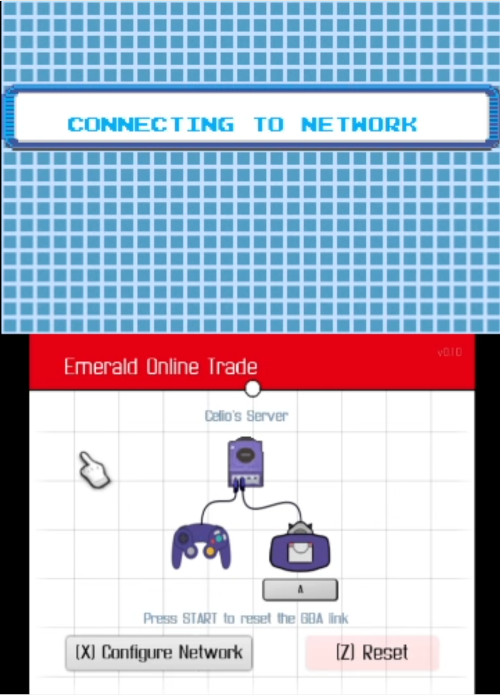 CONNECTING TO NETWORK
v0.1.0
Emerald Online Trade
Celio's Server
A
Press START to reset the GBA link
(X) Configure Network
(Z) Reset